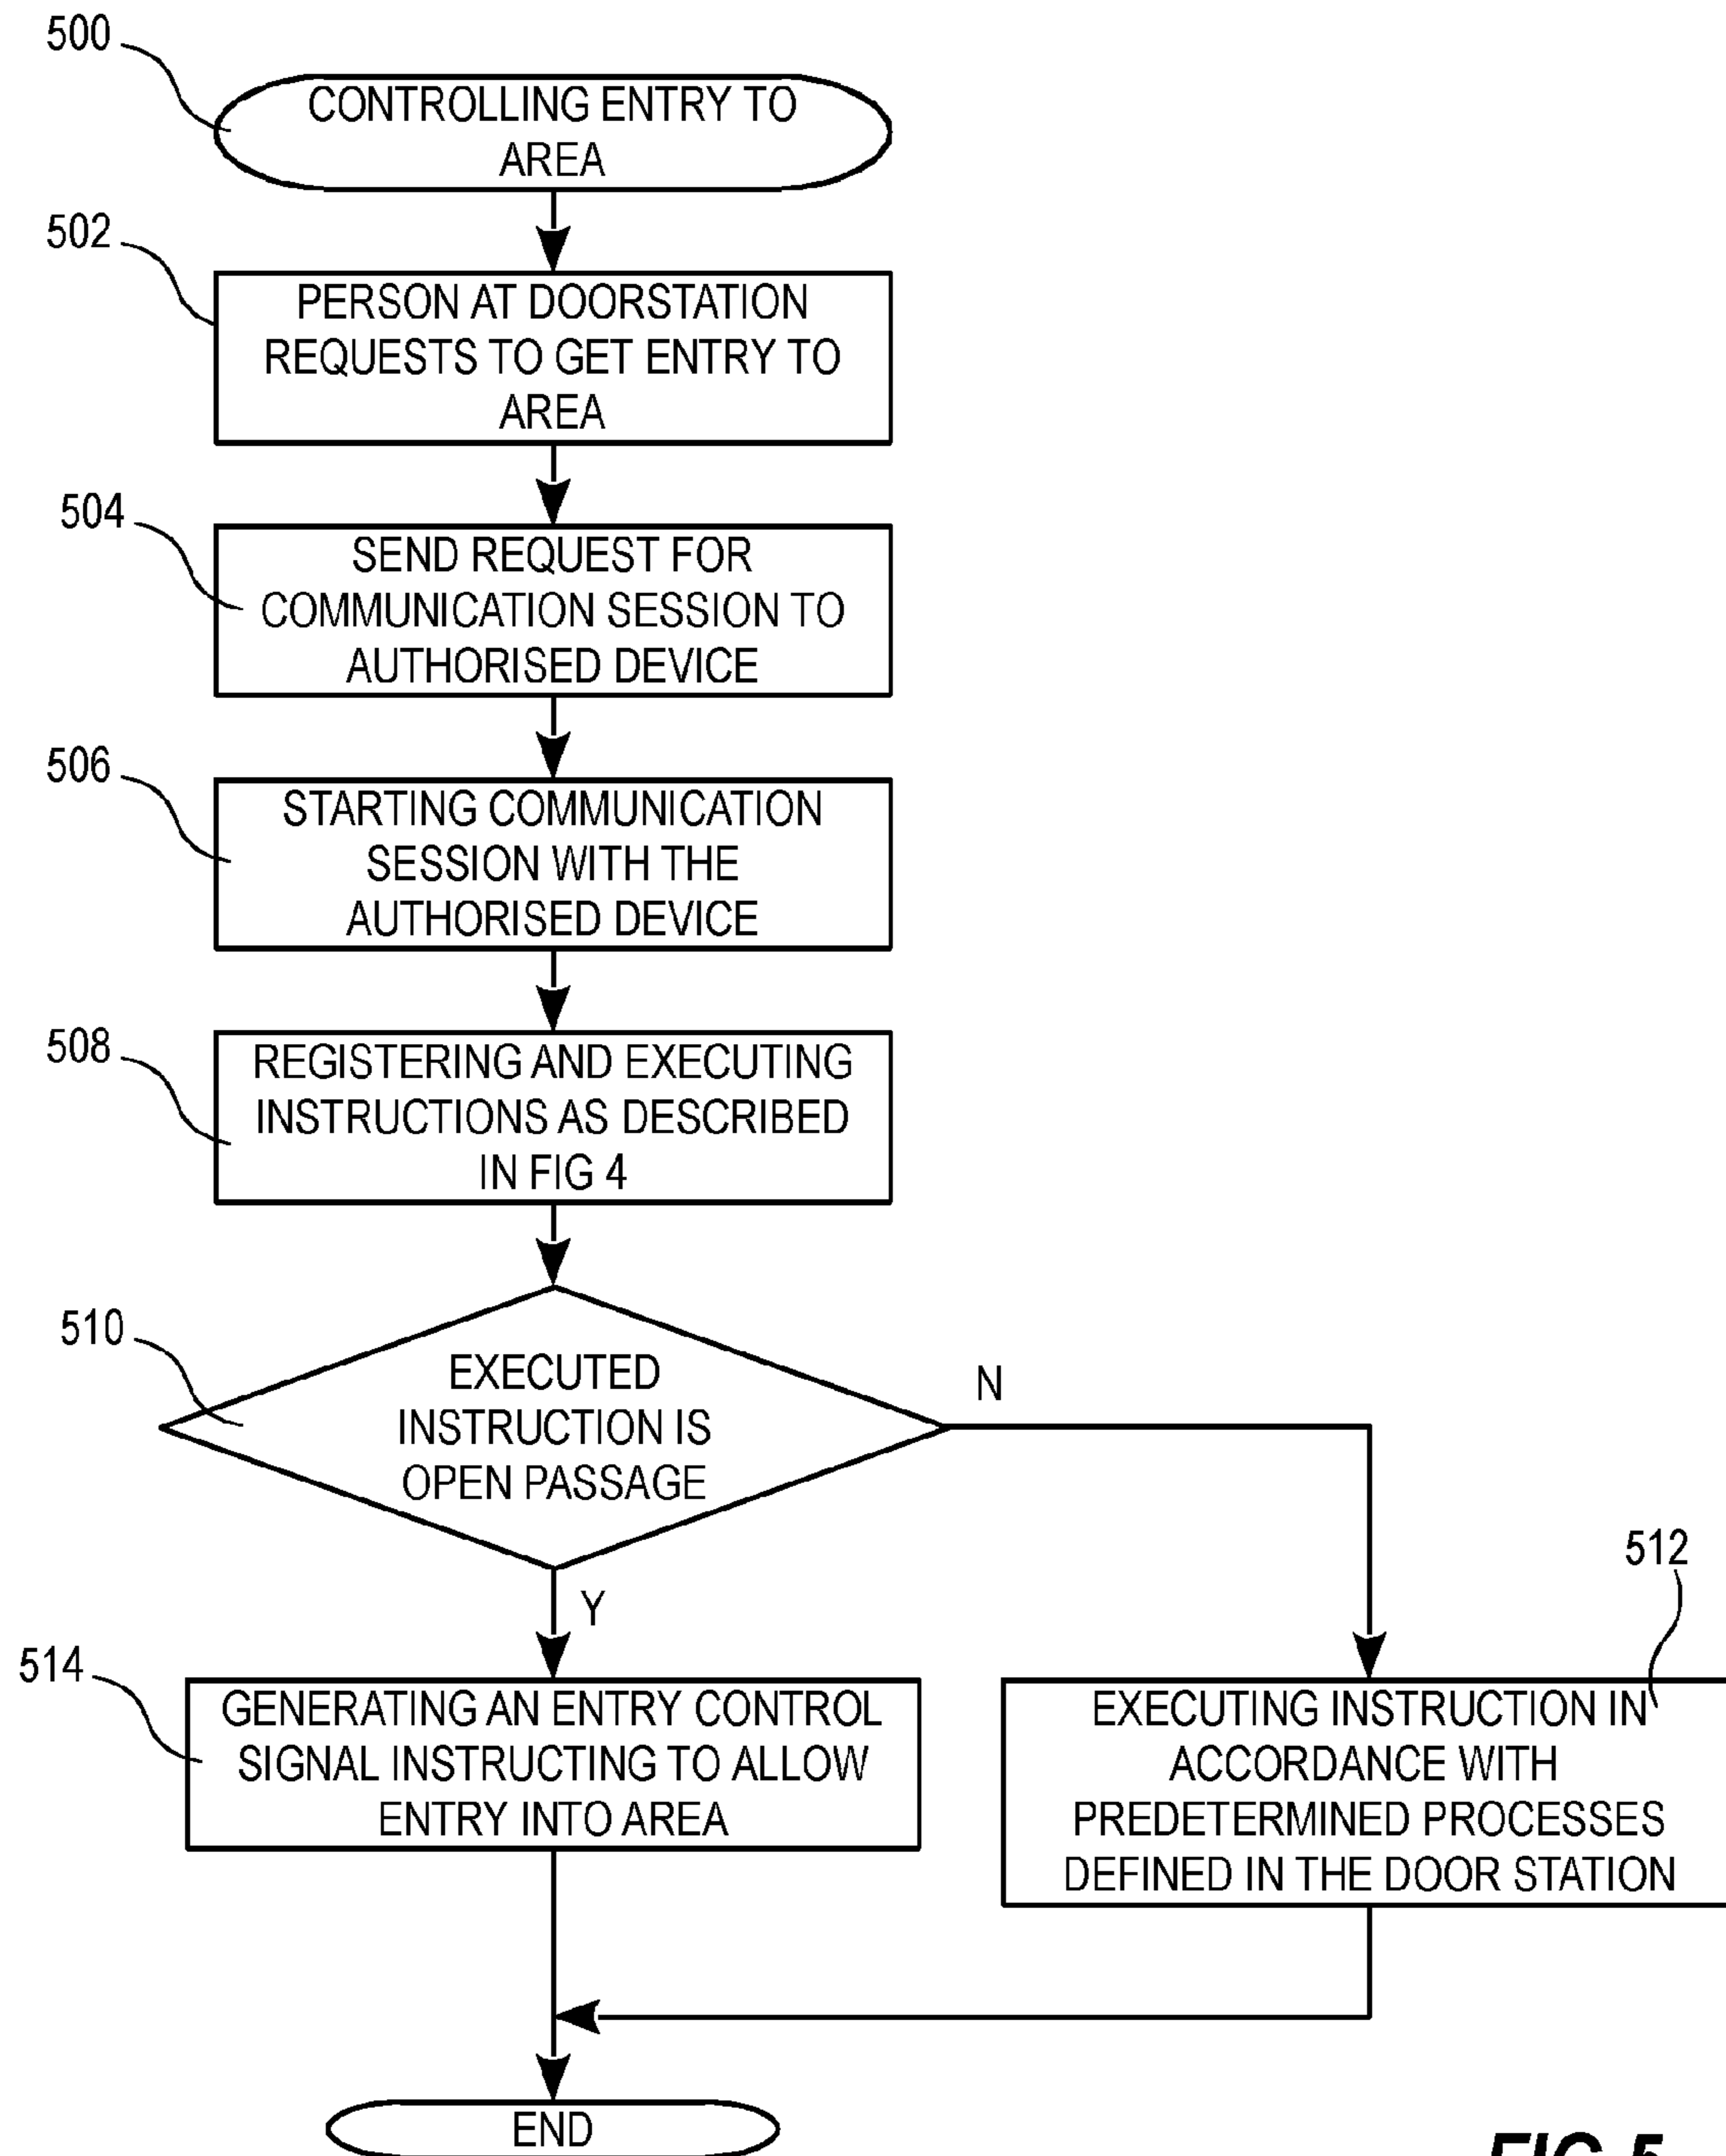 500
CONTROLLING ENTRY TO
AREA
502
PERSON AT DOORSTATION
REQUESTS TO GET ENTRY TO
AREA
504
SEND REQUEST FOR
COMMUNICATION SESSION TO
AUTHORISED DEVICE
506
STARTING COMMUNICATION
SESSION WITH THE
AUTHORISED DEVICE
508
REGISTERING AND EXECUTING
INSTRUCTIONS AS DESCRIBED
IN FIG 4
510
EXECUTED
INSTRUCTION IS
OPEN PASSAGE
N
Y
514
GENERATING AN ENTRY CONTROL
SIGNAL INSTRUCTING TO ALLOW
ENTRY INTO AREA
512
EXECUTING INSTRUCTION IN
ACCORDANCE WITH
PREDETERMINED PROCESSES
DEFINED IN THE DOOR STATION
END
FIG 5